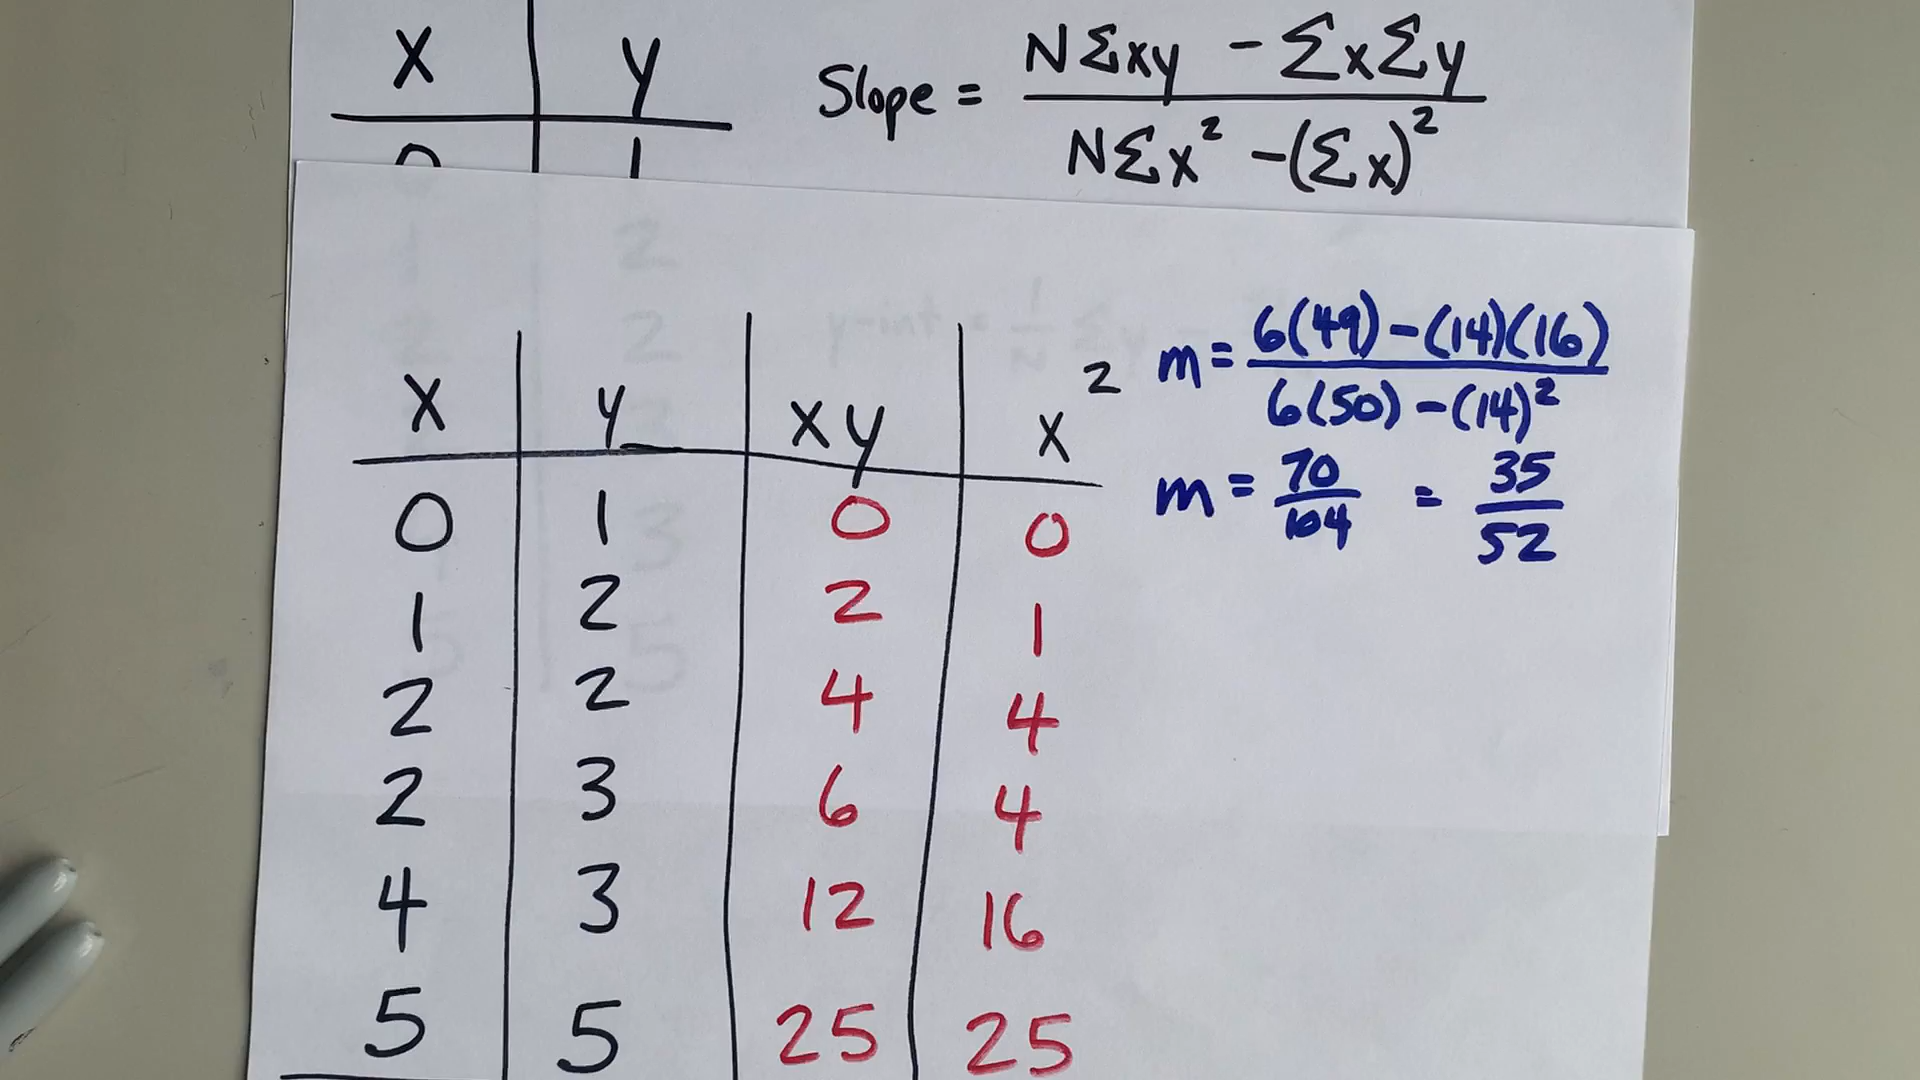 x y
Slope = NΣxy - ΣxΣy / NΣx² - (Σx)²
0 1
x y xy x²
0 1 0 0
1 2 2 1
2 2 4 4
2 3 6 4
4 3 12 16
5 5 25 25
m = 6(49) - (14)(16) / 6(50) - (14)²
m = 70/104 = 35/52